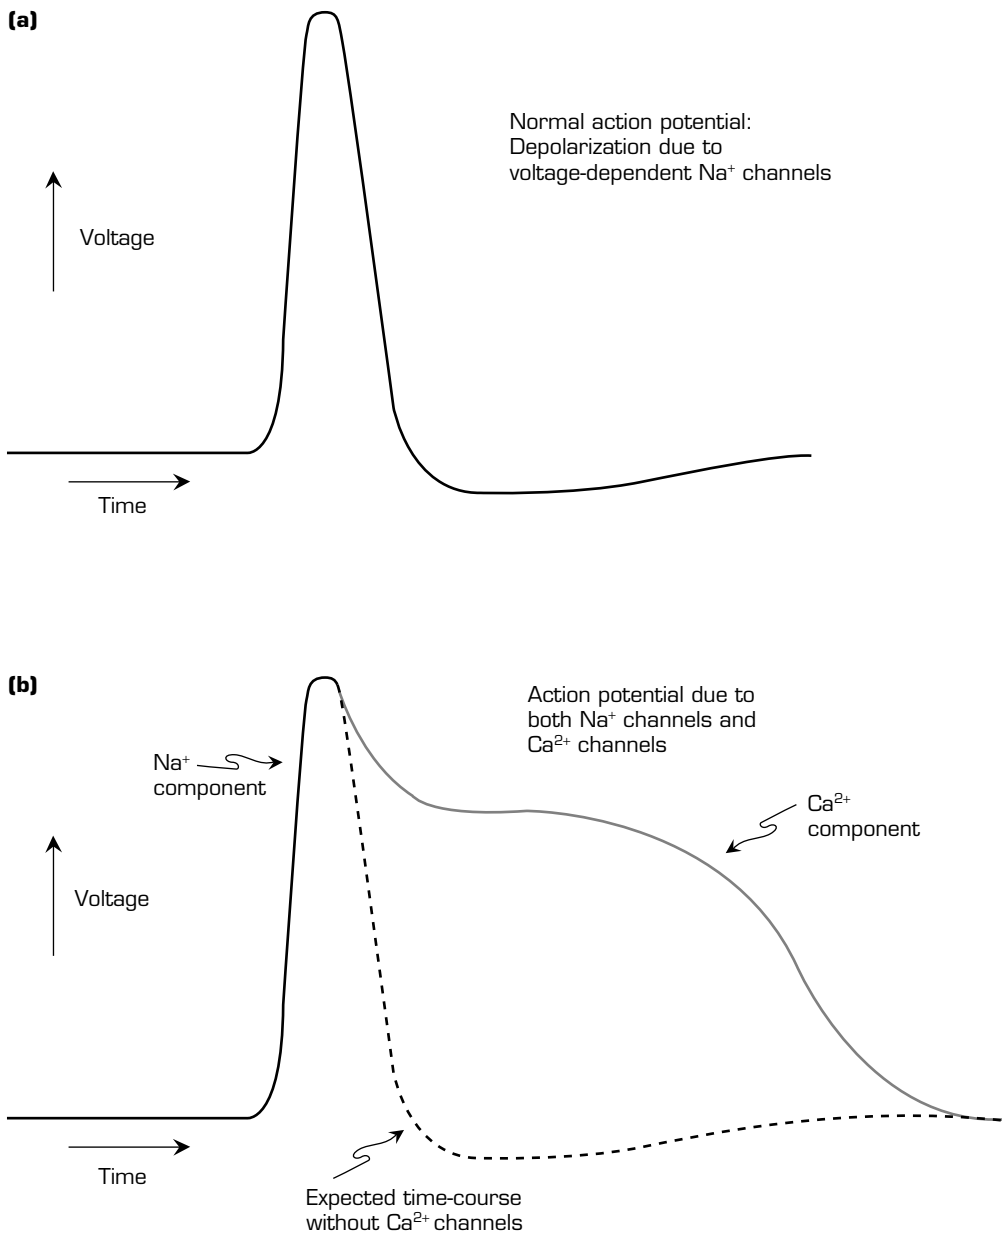 (a)
Normal action potential:
Depolarization due to
voltage-dependent Na⁺ channels
Voltage
Time
(b)
Action potential due to
both Na⁺ channels and
Ca²⁺ channels
Na⁺
component
Ca²⁺
component
Voltage
Time
Expected time-course
without Ca²⁺ channels